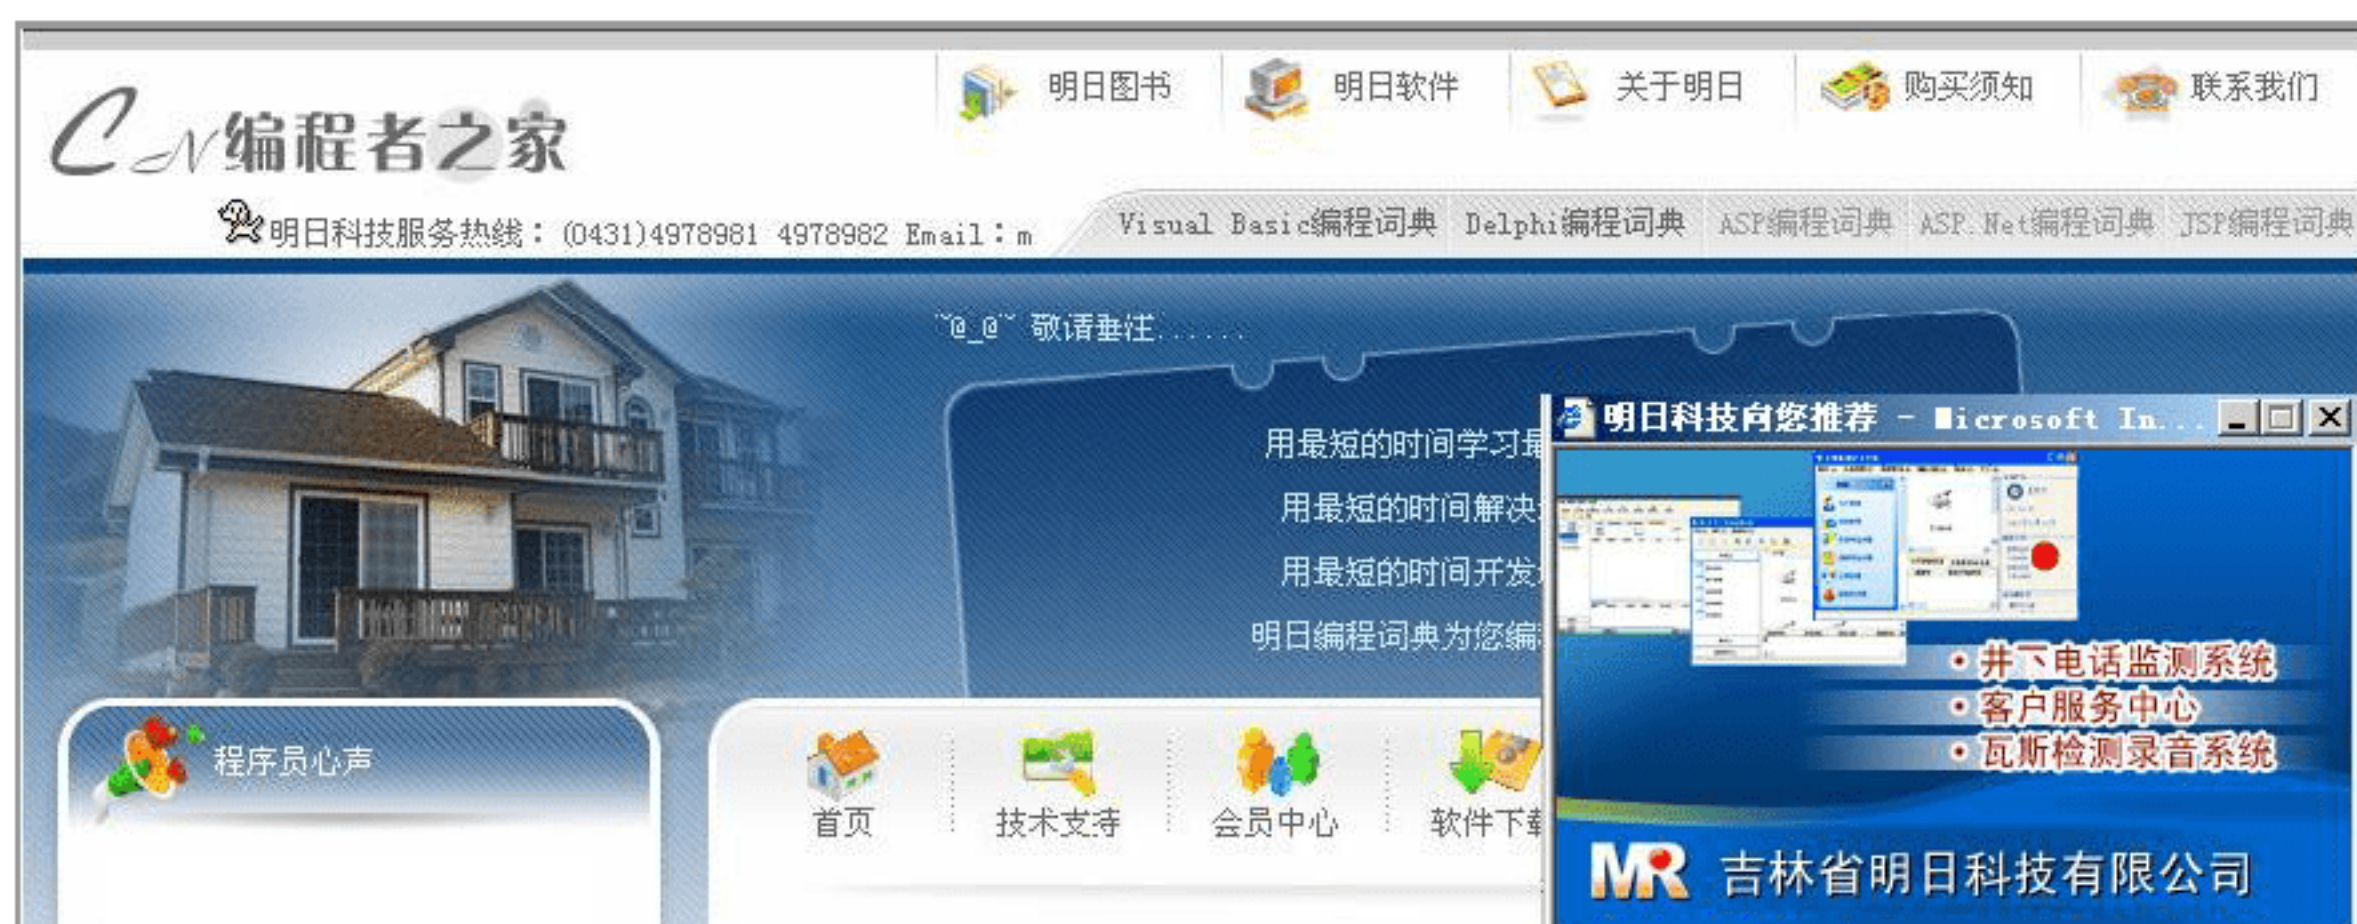 明日图书 明日软件 关于明日 购买须知 联系我们
CN编程者之家
明日科技服务热线：(0431)4978981 4978982 Email：m
Visual Basic编程词典 Delphi编程词典 ASP编程词典 ASP.Net编程词典 JSP编程词典
~@_@~ 敬请垂注......
用最短的时间学习最
用最短的时间解决
用最短的时间开发
明日编程词典为您编
明日科技向您推荐 - Microsoft In...
·井下电话监测系统
·客户服务中心
·瓦斯检测录音系统
MR 吉林省明日科技有限公司
程序员心声
首页 技术支持 会员中心 软件下载